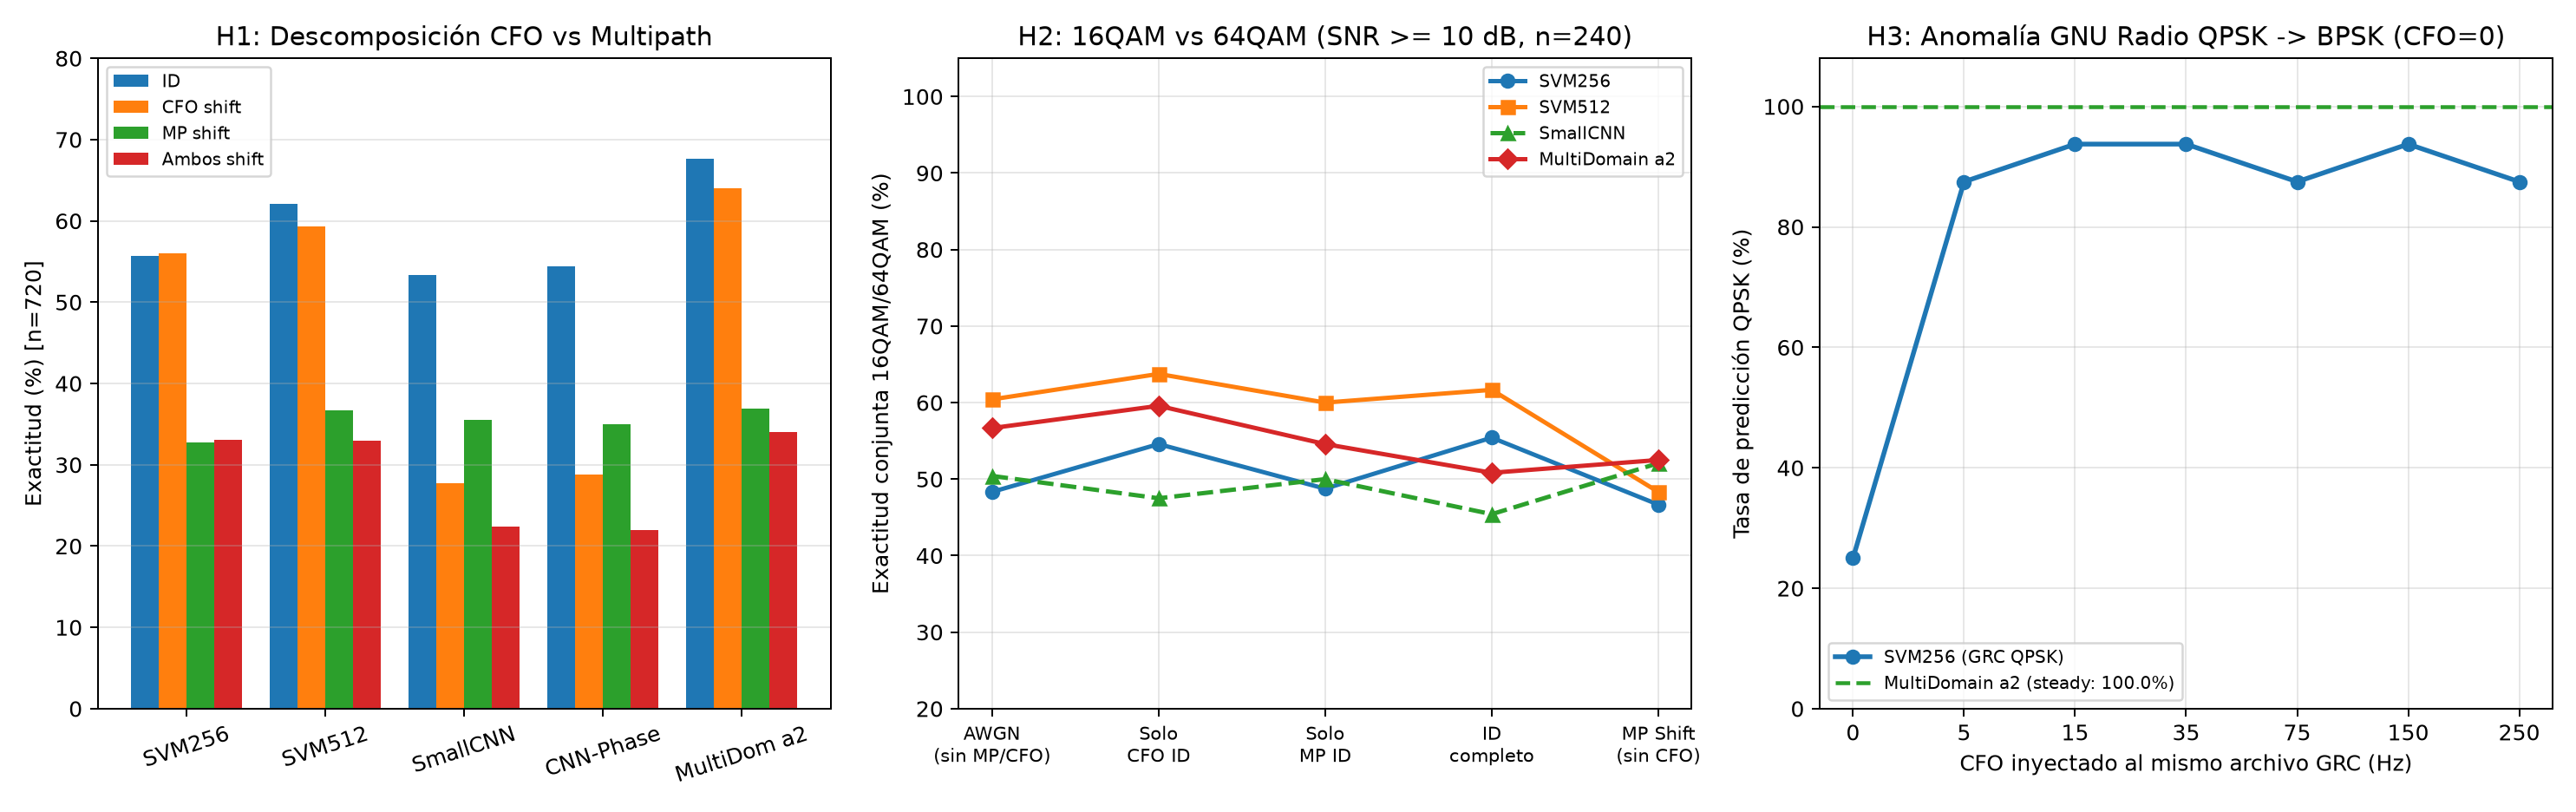 H1: Descomposición CFO vs Multipath
Exactitud (%) [n=720]
80
70
60
50
40
30
20
10
0
ID
CFO shift
MP shift
Ambos shift
SVM256
SVM512
SmallCNN
CNN-Phase
MultiDom a2
H2: 16QAM vs 64QAM (SNR >= 10 dB, n=240)
Exactitud conjunta 16QAM/64QAM (%)
100
90
80
70
60
50
40
30
20
SVM256
SVM512
SmallCNN
MultiDomain a2
AWGN
(sin MP/CFO)
Solo
CFO ID
Solo
MP ID
ID
completo
MP Shift
(sin CFO)
H3: Anomalía GNU Radio QPSK -> BPSK (CFO=0)
Tasa de predicción QPSK (%)
100
80
60
40
20
0
SVM256 (GRC QPSK)
MultiDomain a2 (steady: 100.0%)
0
5
15
35
75
150
250
CFO inyectado al mismo archivo GRC (Hz)